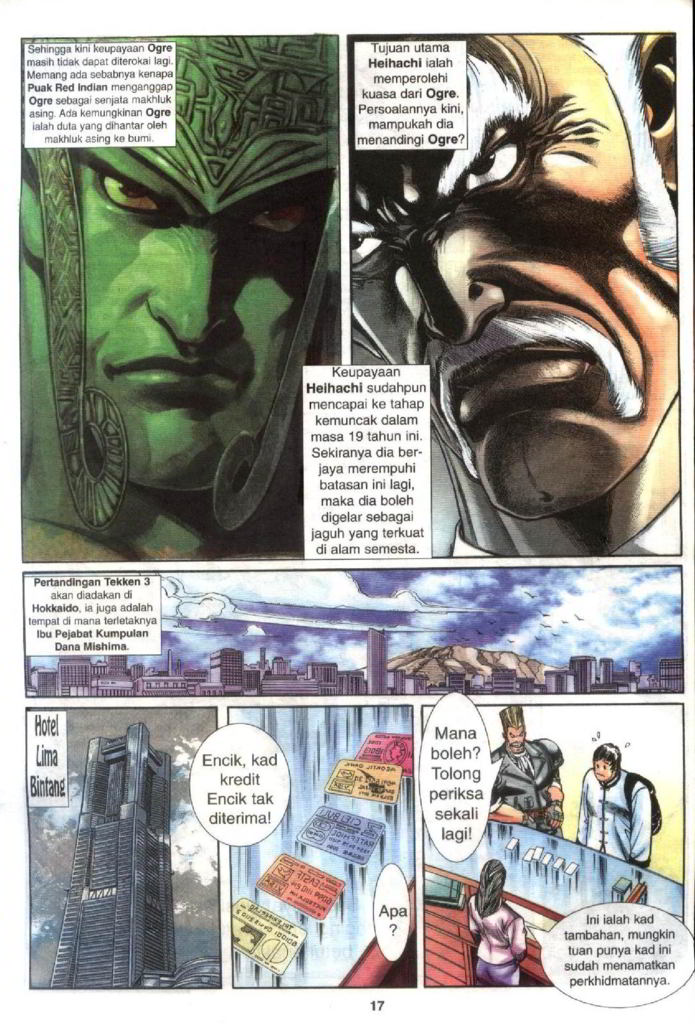 Sehingga kini keupayaan Ogre
masih tidak dapat diterokai lagi.
Memang ada sebabnya kenapa
Puak Red Indian menganggap
Ogre sebagai senjata makhluk
asing. Ada kemungkinan Ogre
ialah duta yang dihantar oleh
makhluk asing ke bumi.
Tujuan utama
Heihachi ialah
memperolehi
kuasa dari Ogre.
Persoalannya kini,
mampukah dia
menandingi Ogre?
Keupayaan
Heihachi sudahpun
mencapai ke tahap
kemuncak dalam
masa 19 tahun ini.
Sekiranya dia ber-
jaya merempuhi
batasan ini lagi,
maka dia boleh
digelar sebagai
jaguh yang terkuat
di alam semesta.
Pertandingan Tekken 3
akan diadakan di
Hokkaido, ia juga adalah
tempat di mana terletaknya
Ibu Pejabat Kumpulan
Dana Mishima.
Hotel
Lima
Bintang
Encik, kad
kredit
Encik tak
diterima!
Apa
?
Mana
boleh?
Tolong
periksa
sekali
lagi!
Ini ialah kad
tambahan, mungkin
tuan punya kad ini
sudah menamatkan
perkhidmatannya.
17